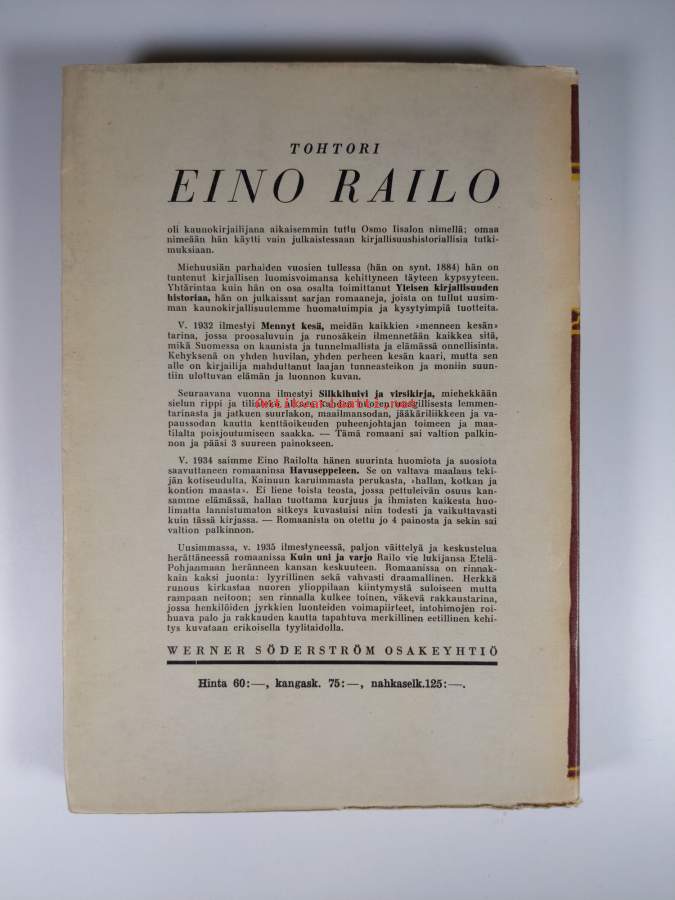 TOHTORI
EINO RAILO
oli kaunokirjailijana aikaisemmin tuttu Osmo Iisalon nimellä; omaa
nimeään hän käytti vain julkaistessaan kirjallisuushistoriallisia tutki-
muksiaan.
Miehuusiän parhaiden vuosien tullessa (hän on synt. 1884) hän on
tuntenut kirjallisen luomisvoimansa kehittyneen täyteen kypsyyteen.
Yhtärintaa kuin hän on osa osalta toimittanut Yleisen kirjallisuuden
historiaa, hän on julkaissut sarjan romaaneja, joista on tullut uusim-
man kaunokirjallisuutemme huomatuimpia ja kysytyimpiä tuotteita.
V. 1932 ilmestyi Mennyt kesä, meidän kaikkien »menneen kesän»
tarina, jossa proosaluvuin ja runosäkein ilmennetään kaikkea sitä,
mikä Suomessa on kaunista ja tunnelmallista ja elämässä onnellisinta.
Kehyksenä on yhden huvilan, yhden perheen kesän kaari, mutta sen
alle on kirjailija mahduttanut laajan tunneasteikon ja moniin suun-
tiin ulottuvan elämän ja luonnon kuvan.
Seuraavana vuonna ilmestyi Silkkihuivi ja virsikirja, miehekkään
sielun rippi ja tilinteko alkaen kahden nuoren traagillisesta lemmen-
tarinasta ja jatkuen suurlakon, maailmansodan, jääkäriliikkeen ja va-
paussodan kautta kenttäoikeuden puheenjohtajan toimeen ja maa-
tilalta poisjoutumiseen saakka. — Tämä romaani sai valtion palkin-
non ja pääsi 3 suureen painokseen.
V. 1934 saimme Eino Railolta hänen suurinta huomiota ja suosiota
saavuttaneen romaaninsa Havuseppeleen. Se on valtava maalaus teki-
jän kotiseudulta, Kainuun karuimmasta perukasta, »hallan, kotkan ja
kontion maasta». Ei liene toista teosta, jossa pettuleivän osuus kan-
samme elämässä, hallan tuottama kurjuus ja ihmisten kaikesta huo-
limatta lannistumaton sitkeys kuvastuisi niin todesti ja vaikuttavasti
kuin tässä kirjassa. — Romaanista on otettu jo 4 painosta ja sekin sai
valtion palkinnon.
Uusimmassa, v. 1935 ilmestyneessä, paljon väittelyä ja keskustelua
herättäneessä romaanissa Kuin uni ja varjo Railo vie lukijansa Etelä-
Pohjanmaan heränneen kansan keskuuteen. Romaanissa on rinnak-
kain kaksi juonta: lyyrillinen sekä vahvasti draamallinen. Herkkä
runous kirkastaa nuoren ylioppilaan kiintymystä suloiseen mutta
rampaan neitoon; sen rinnalla kulkee toinen, väkevä rakkaustarina,
jossa henkilöiden jyrkkien luonteiden voimapiirteet, intohimojen roi-
huava palo ja rakkauden kautta tapahtuva merkillinen eetillinen kehi-
tys kuvataan erikoisella tyylitaidolla.
WERNER SÖDERSTRÖM OSAKEYHTIÖ
Hinta 60:—, kangask. 75:—, nahkaselk.125:—.